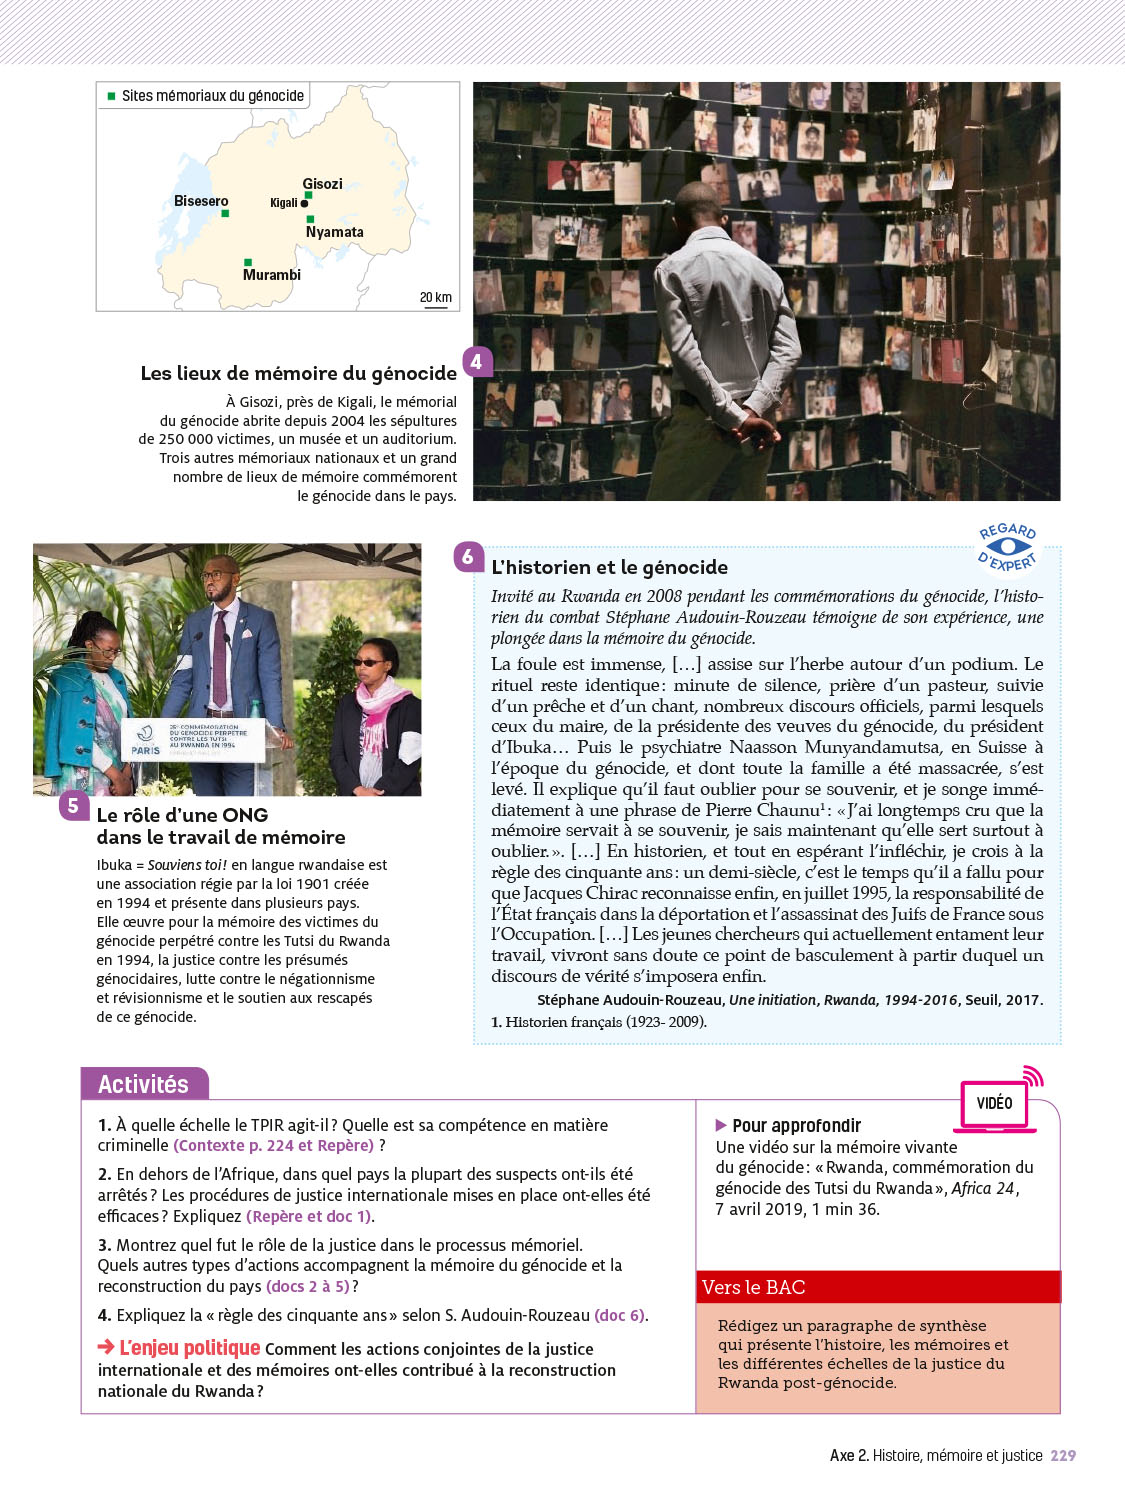 Sites mémoriaux du génocide
Gisozi
Bisesero
Kigali
Nyamata
Murambi
20 km
4
Les lieux de mémoire du génocide
À Gisozi, près de Kigali, le mémorial
du génocide abrite depuis 2004 les sépultures
de 250 000 victimes, un musée et un auditorium.
Trois autres mémoriaux nationaux et un grand
nombre de lieux de mémoire commémorent
le génocide dans le pays.
25e COMMÉMORATION
DU GÉNOCIDE PERPÉTRÉ
CONTRE LES TUTSI
AU RWANDA EN 1994
PARIS
5
Le rôle d'une ONG
dans le travail de mémoire
Ibuka = Souviens toi ! en langue rwandaise est
une association régie par la loi 1901 créée
en 1994 et présente dans plusieurs pays.
Elle œuvre pour la mémoire des victimes du
génocide perpétré contre les Tutsi du Rwanda
en 1994, la justice contre les présumés
génocidaires, lutte contre le négationnisme
et révisionnisme et le soutien aux rescapés
de ce génocide.
REGARD
D'EXPERT
6
L'historien et le génocide
Invité au Rwanda en 2008 pendant les commémorations du génocide, l'histo-
rien du combat Stéphane Audouin-Rouzeau témoigne de son expérience, une
plongée dans la mémoire du génocide.
La foule est immense, […] assise sur l'herbe autour d'un podium. Le
rituel reste identique : minute de silence, prière d'un pasteur, suivie
d'un prêche et d'un chant, nombreux discours officiels, parmi lesquels
ceux du maire, de la présidente des veuves du génocide, du président
d'Ibuka… Puis le psychiatre Naasson Munyandamutsa, en Suisse à
l'époque du génocide, et dont toute la famille a été massacrée, s'est
levé. Il explique qu'il faut oublier pour se souvenir, et je songe immé-
diatement à une phrase de Pierre Chaunu1 : « J'ai longtemps cru que la
mémoire servait à se souvenir, je sais maintenant qu'elle sert surtout à
oublier. ». […] En historien, et tout en espérant l'infléchir, je crois à la
règle des cinquante ans : un demi-siècle, c'est le temps qu'il a fallu pour
que Jacques Chirac reconnaisse enfin, en juillet 1995, la responsabilité de
l'État français dans la déportation et l'assassinat des Juifs de France sous
l'Occupation. […] Les jeunes chercheurs qui actuellement entament leur
travail, vivront sans doute ce point de basculement à partir duquel un
discours de vérité s'imposera enfin.
Stéphane Audouin-Rouzeau, Une initiation, Rwanda, 1994-2016, Seuil, 2017.
1. Historien français (1923- 2009).
Activités
1. À quelle échelle le TPIR agit-il ? Quelle est sa compétence en matière
criminelle (Contexte p. 224 et Repère) ?
2. En dehors de l'Afrique, dans quel pays la plupart des suspects ont-ils été
arrêtés ? Les procédures de justice internationale mises en place ont-elles été
efficaces ? Expliquez (Repère et doc 1).
3. Montrez quel fut le rôle de la justice dans le processus mémoriel.
Quels autres types d'actions accompagnent la mémoire du génocide et la
reconstruction du pays (docs 2 à 5) ?
4. Expliquez la « règle des cinquante ans » selon S. Audouin-Rouzeau (doc 6).
➜ L'enjeu politique Comment les actions conjointes de la justice
internationale et des mémoires ont-elles contribué à la reconstruction
nationale du Rwanda ?
VIDÉO
▶ Pour approfondir
Une vidéo sur la mémoire vivante
du génocide : « Rwanda, commémoration du
génocide des Tutsi du Rwanda », Africa 24,
7 avril 2019, 1 min 36.
Vers le BAC
Rédigez un paragraphe de synthèse
qui présente l'histoire, les mémoires et
les différentes échelles de la justice du
Rwanda post-génocide.
Axe 2. Histoire, mémoire et justice 229